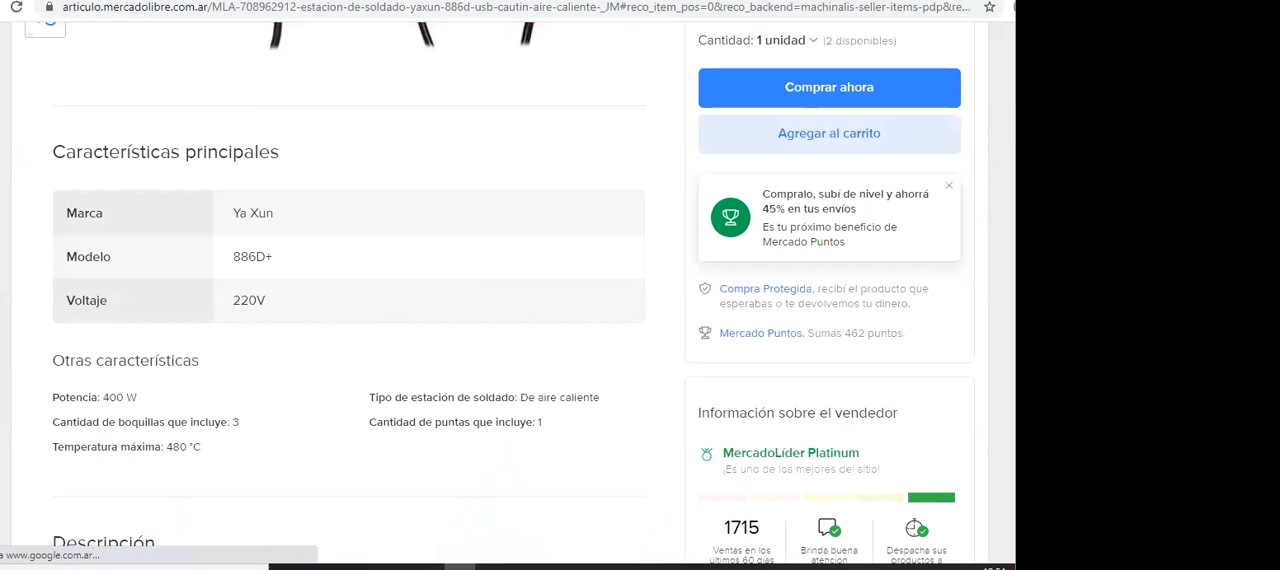 articulo.mercadolibre.com.ar/MLA-708962912-estacion-de-soldado-yaxun-886d-usb-cautin-aire-caliente-_JM#reco_item_pos=0&reco_backend=machinalis-seller-items-pdp&re...
Cantidad: 1 unidad (2 disponibles)
Comprar ahora
Agregar al carrito
Características principales
Marca Ya Xun
Modelo 886D+
Voltaje 220V
Compralo, subí de nivel y ahorrá
45% en tus envíos
Es tu próximo beneficio de
Mercado Puntos
Compra Protegida, recibí el producto que
esperabas o te devolvemos tu dinero.
Mercado Puntos. Sumas 462 puntos.
Otras características
Potencia: 400 W
Tipo de estación de soldado: De aire caliente
Cantidad de boquillas que incluye: 3
Cantidad de puntas que incluye: 1
Temperatura máxima: 480 °C
Información sobre el vendedor
MercadoLíder Platinum
¡Es uno de los mejores del sitio!
1715
Ventas en los
últimos 60 días
Brinda buena
atención
Despacha sus
productos a
Descripción
a www.google.com.ar...